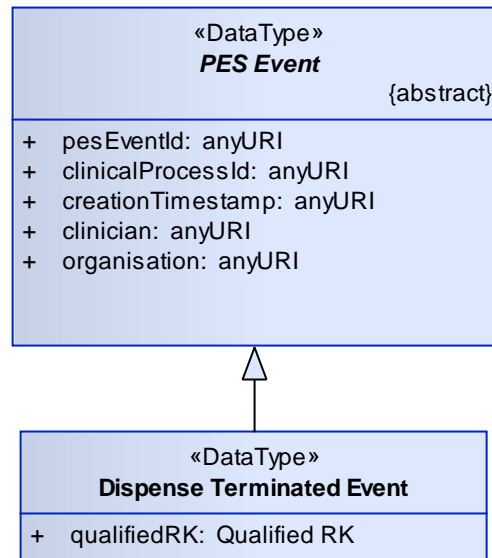 «DataType»
PES Event
{abstract}
+ pesEventId: anyURI
+ clinicalProcessId: anyURI
+ creationTimestamp: anyURI
+ clinician: anyURI
+ organisation: anyURI
«DataType»
Dispense Terminated Event
+ qualifiedRK: Qualified RK